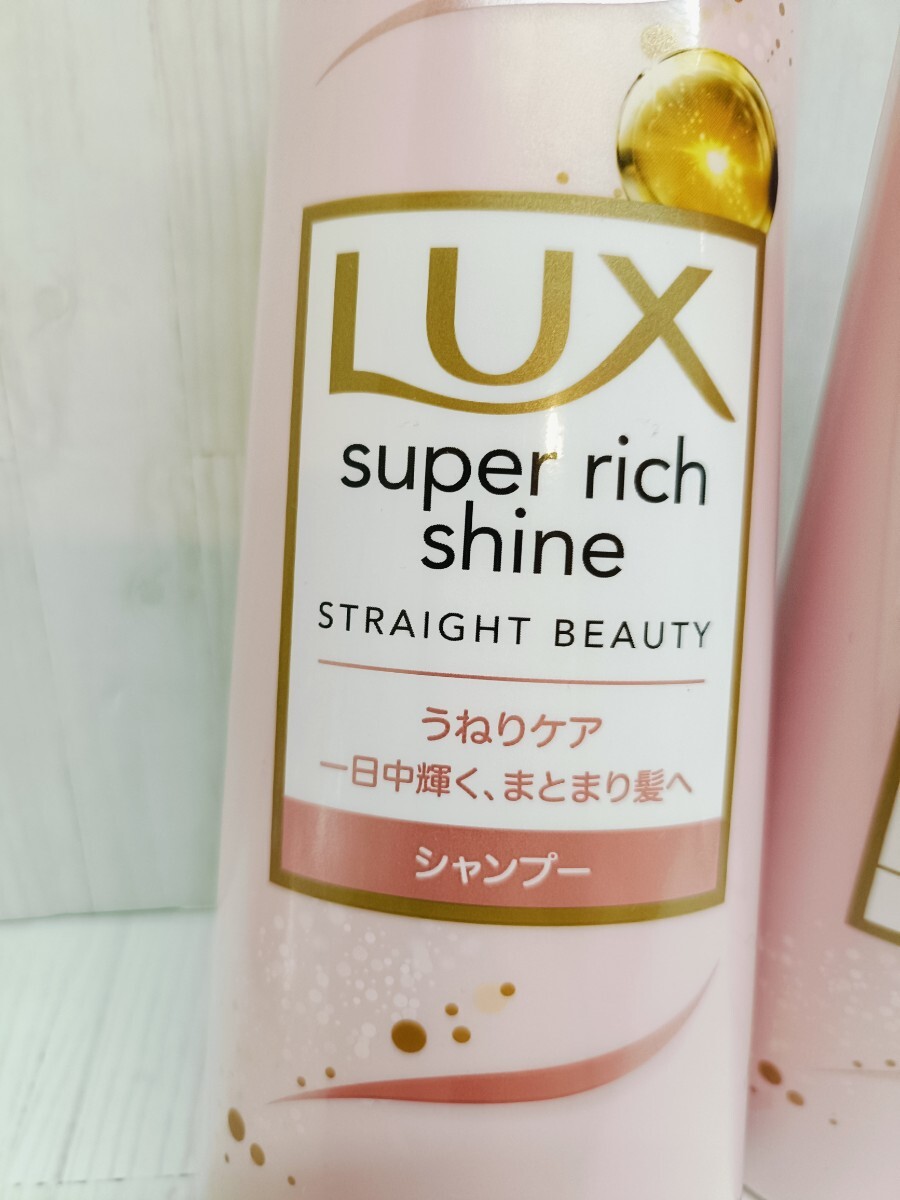 LUX
super rich
shine
STRAIGHT BEAUTY
うねりケア
一日中輝く、まとまり髪へ
シャンプー